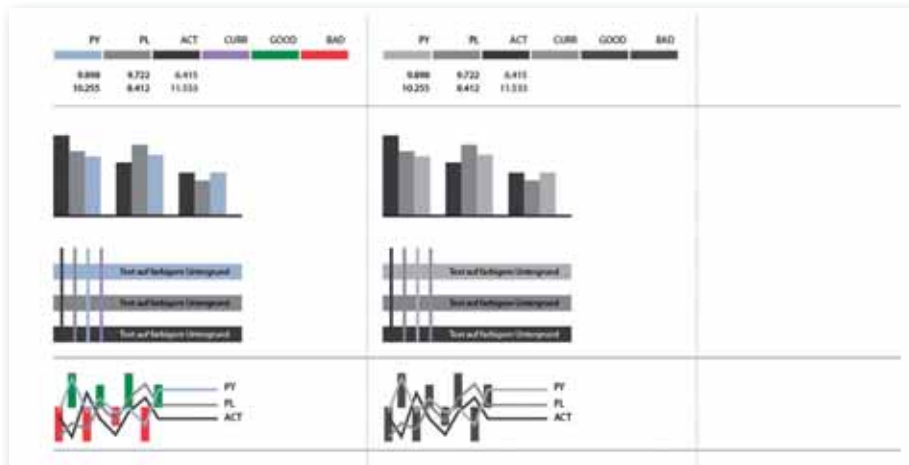 PY PL ACT CURR GOOD BAD
9.898 9.722 6.415
10.255 8.412 11.533
Text auf farbigem Untergrund
Text auf farbigem Untergrund
Text auf farbigem Untergrund
PY
PL
ACT
PY PL ACT CURR GOOD BAD
9.898 9.722 6.415
10.255 8.412 11.533
Text auf farbigem Untergrund
Text auf farbigem Untergrund
Text auf farbigem Untergrund
PY
PL
ACT